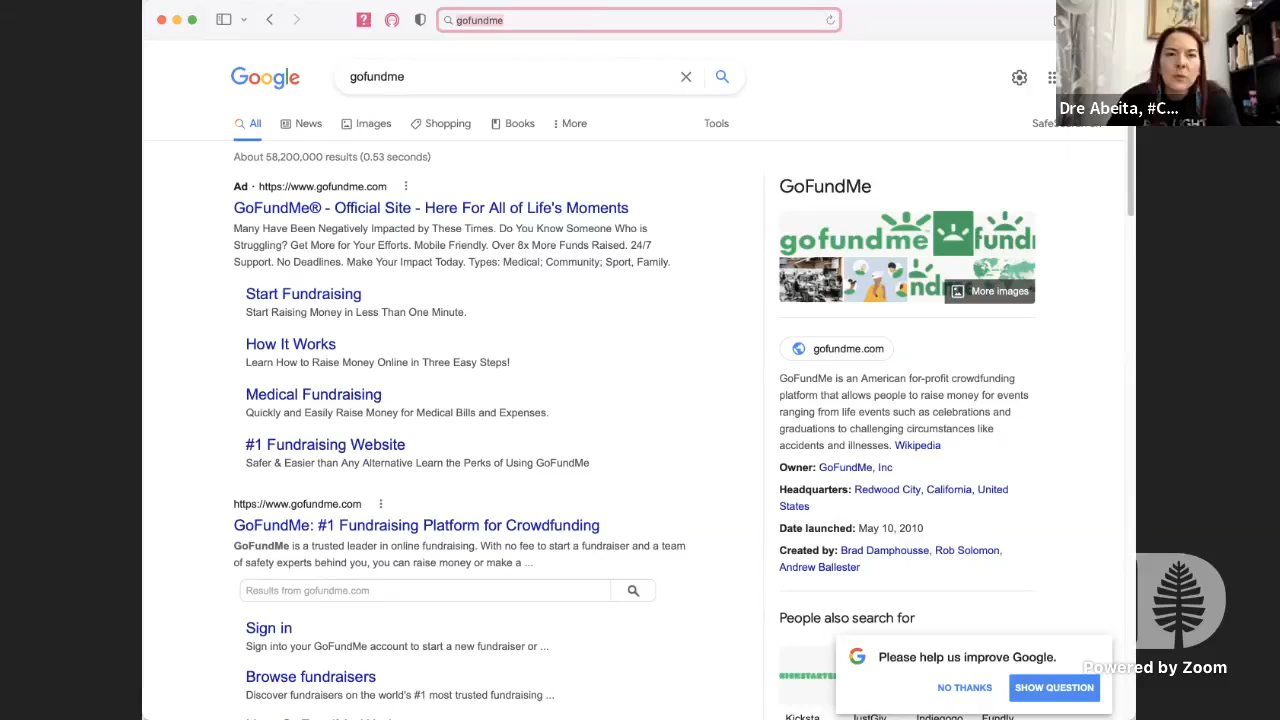 gofundme
Dre Abeita, #C...
Google
gofundme
All
News
Images
Shopping
Books
More
Tools
About 58,200,000 results (0.53 seconds)
Ad · https://www.gofundme.com
GoFundMe® - Official Site - Here For All of Life's Moments
Many Have Been Negatively Impacted by These Times. Do You Know Someone Who is
Struggling? Get More for Your Efforts. Mobile Friendly. Over 8x More Funds Raised. 24/7
Support. No Deadlines. Make Your Impact Today. Types: Medical; Community; Sport, Family.
Start Fundraising
Start Raising Money in Less Than One Minute.
How It Works
Learn How to Raise Money Online in Three Easy Steps!
Medical Fundraising
Quickly and Easily Raise Money for Medical Bills and Expenses.
#1 Fundraising Website
Safer & Easier than Any Alternative Learn the Perks of Using GoFundMe
https://www.gofundme.com
GoFundMe: #1 Fundraising Platform for Crowdfunding
GoFundMe is a trusted leader in online fundraising. With no fee to start a fundraiser and a team
of safety experts behind you, you can raise money or make a ...
Results from gofundme.com
Sign in
Sign into your GoFundMe account to start a new fundraiser or ...
Browse fundraisers
Discover fundraisers on the world's #1 most trusted fundraising ...
GoFundMe
gofundme
More images
gofundme.com
GoFundMe is an American for-profit crowdfunding
platform that allows people to raise money for events
ranging from life events such as celebrations and
graduations to challenging circumstances like
accidents and illnesses. Wikipedia
Owner: GoFundMe, Inc
Headquarters: Redwood City, California, United
States
Date launched: May 10, 2010
Created by: Brad Damphousse, Rob Solomon,
Andrew Ballester
People also search for
KICKSTARTER
Please help us improve Google.
NO THANKS
SHOW QUESTION
Powered by Zoom